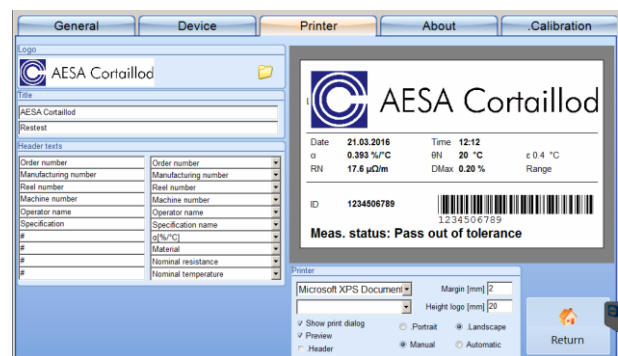 General Device Printer About .Calibration
Logo
AESA Cortaillod
Title
AESA Cortaillod
Restest
Header texts
Order number Order number
Manufacturing number Manufacturing number
Reel number Reel number
Machine number Machine number
Operator name Operator name
Specification Specification name
# α[%/°C]
# Material
# Nominal resistance
# Nominal temperature
AESA Cortaillod
Date 21.03.2016 Time 12:12
α 0.393 %/°C θN 20 °C ε 0.4 °C
RN 17.6 µΩ/m DMax 0.20 % Range
ID 1234506789
1234506789
Meas. status: Pass out of tolerance
Printer
Microsoft XPS Document Margin [mm] 2
Height logo [mm] 20
Show print dialog .Portrait .Landscape
Preview
.Header Manual Automatic
Return